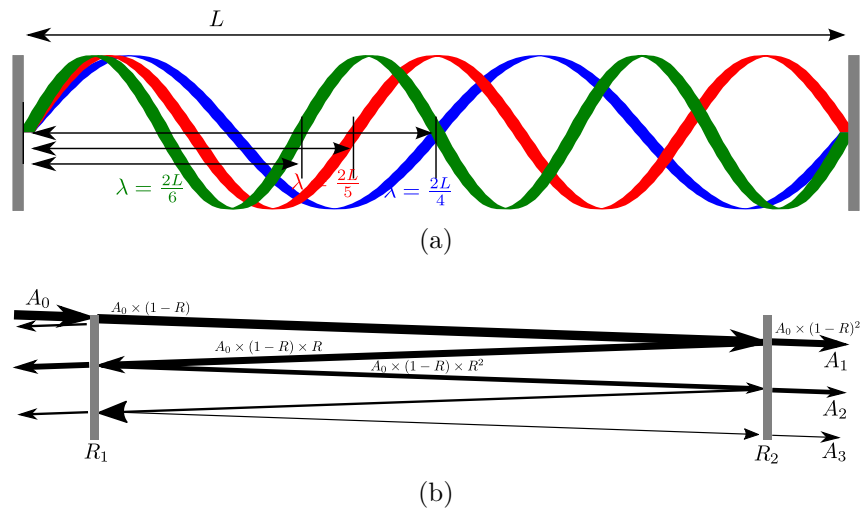 L
λ = 2L/6
λ = 2L/5
λ = 2L/4
(a)
A₀
A₀ × (1 − R)
A₀ × (1 − R)²
A₀ × (1 − R) × R
A₀ × (1 − R) × R²
A₁
A₂
A₃
R₁
R₂
(b)